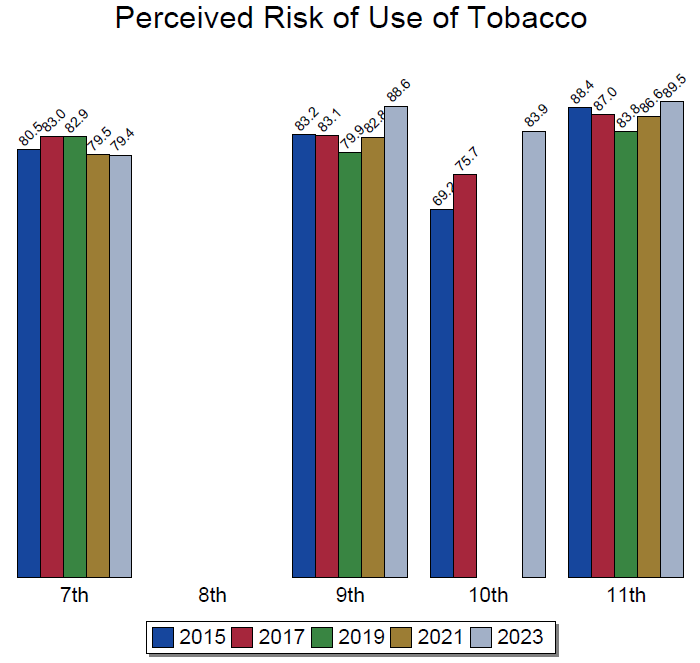 Perceived Risk of Use of Tobacco
80.5 83.0 82.9 79.5 79.4 83.2 83.1 79.9 82.8 88.6 69.2 75.7 83.9 88.4 87.0 83.8 86.6 89.5
7th 8th 9th 10th 11th
2015 2017 2019 2021 2023